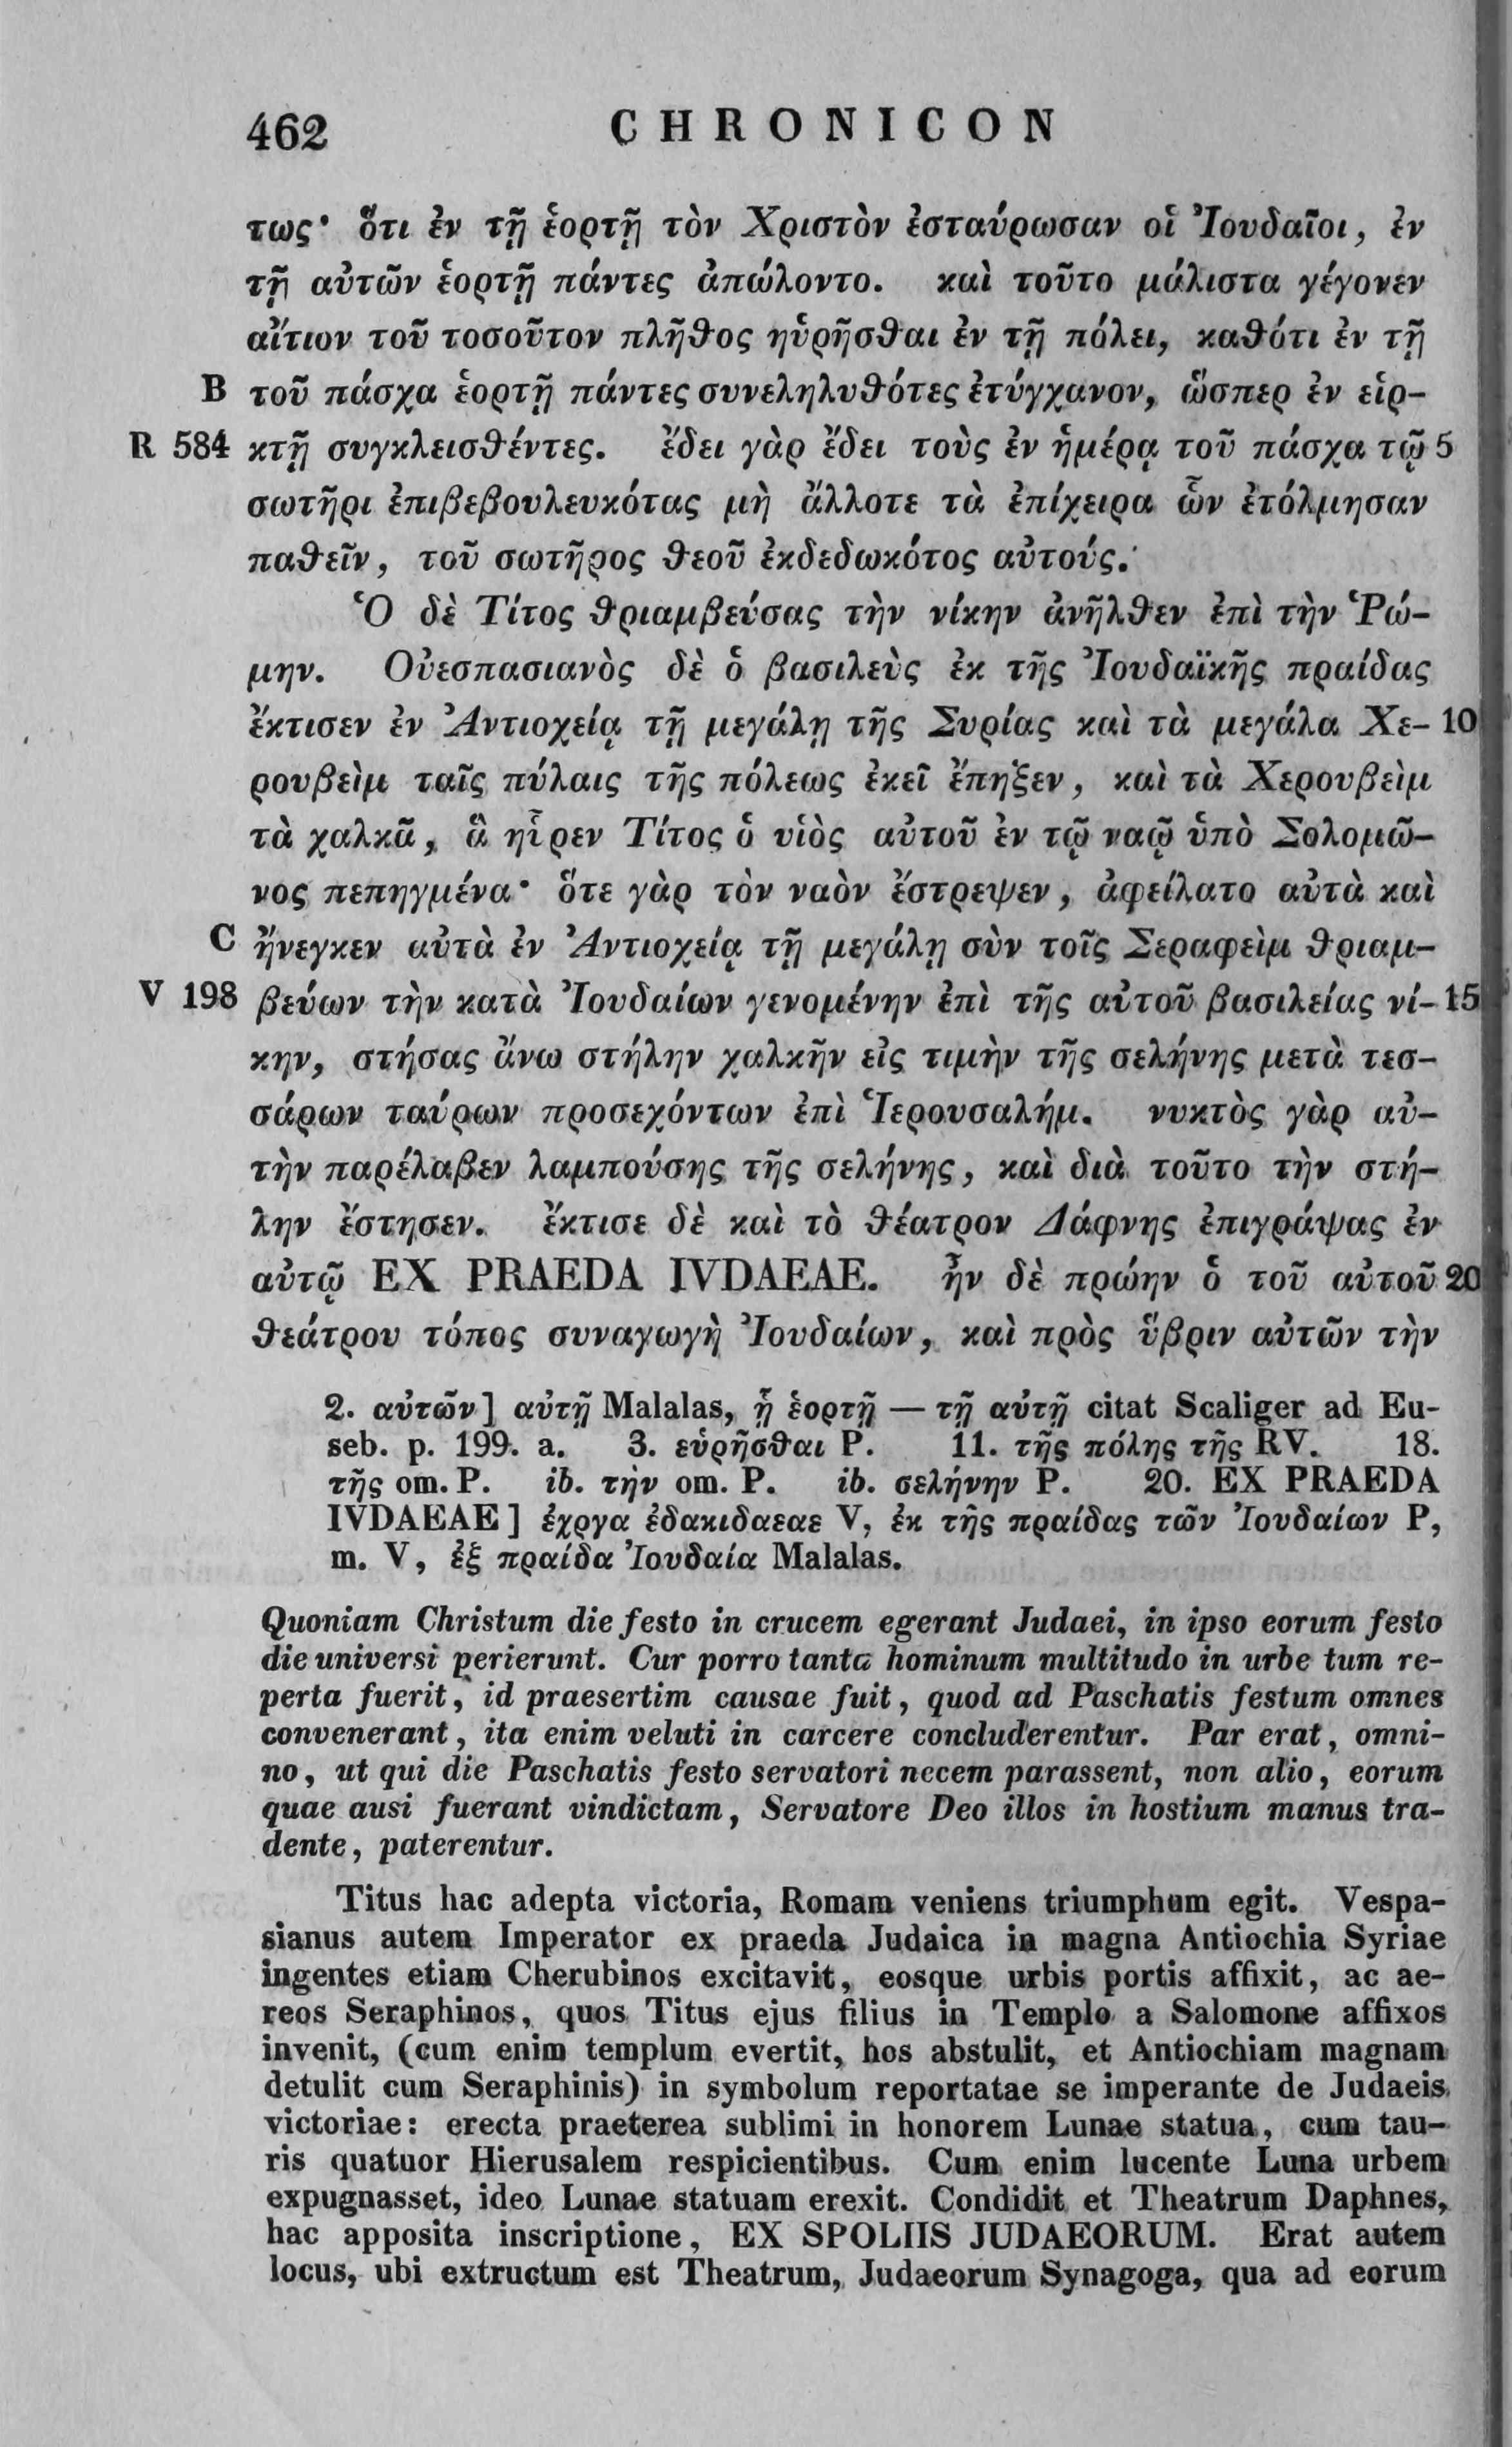 462 CHRONICON
τως· ὅτι ἐν τῇ ἑορτῇ τὸν Χριστὸν ἐσταύρωσαν οἱ Ἰουδαῖοι, ἐν
τῇ αὐτῶν ἑορτῇ πάντες ἀπώλοντο. καὶ τοῦτο μάλιστα γέγονεν
αἴτιον τοῦ τοσοῦτον πλῆθος ηὑρῆσθαι ἐν τῇ πόλει, καθότι ἐν τῇ
B τοῦ πάσχα ἑορτῇ πάντες συνεληλυθότες ἐτύγχανον, ὥσπερ ἐν εἱρ-
R 584 κτῇ συγκλεισθέντες. ἔδει γὰρ ἔδει τοὺς ἐν ἡμέρᾳ τοῦ πάσχα τῷ 5
σωτῆρι ἐπιβεβουλευκότας μὴ ἄλλοτε τὰ ἐπίχειρα ὧν ἐτόλμησαν
παθεῖν, τοῦ σωτῆρος θεοῦ ἐκδεδωκότος αὐτούς.
Ὁ δὲ Τίτος θριαμβεύσας τὴν νίκην ἀνῆλθεν ἐπὶ τὴν Ῥώ-
μην. Οὐεσπασιανὸς δὲ ὁ βασιλεὺς ἐκ τῆς Ἰουδαϊκῆς πραίδας
ἔκτισεν ἐν Ἀντιοχείᾳ τῇ μεγάλῃ τῆς Συρίας καὶ τὰ μεγάλα Χε- 10
ρουβεὶμ ταῖς πύλαις τῆς πόλεως ἐκεῖ ἔπηξεν, καὶ τὰ Χερουβεὶμ
τὰ χαλκᾶ, ἃ ηὗρεν Τίτος ὁ υἱὸς αὐτοῦ ἐν τῷ ναῷ ὑπὸ Σολομῶ-
νος πεπηγμένα· ὅτε γὰρ τὸν ναὸν ἔστρεψεν, ἀφείλατο αὐτὰ καὶ
C ἤνεγκεν αὐτὰ ἐν Ἀντιοχείᾳ τῇ μεγάλῃ σὺν τοῖς Σεραφεὶμ θριαμ-
V 198 βεύων τὴν κατὰ Ἰουδαίων γενομένην ἐπὶ τῆς αὐτοῦ βασιλείας νί- 15
κην, στήσας ἄνω στήλην χαλκῆν εἰς τιμὴν τῆς σελήνης μετὰ τεσ-
σάρων ταύρων προσεχόντων ἐπὶ Ἱερουσαλήμ. νυκτὸς γὰρ αὐ-
τὴν παρέλαβεν λαμπούσης τῆς σελήνης, καὶ διὰ τοῦτο τὴν στή-
λην ἔστησεν. ἔκτισε δὲ καὶ τὸ θέατρον Δάφνης ἐπιγράψας ἐν
αὐτῷ EX PRAEDA IVDAEAE. ἦν δὲ πρώην ὁ τοῦ αὐτοῦ 20
θεάτρου τόπος συναγωγὴ Ἰουδαίων, καὶ πρὸς ὕβριν αὐτῶν τὴν
2. αὐτῶν] αὐτῇ Malalas, ᾗ ἑορτῇ — τῇ αὐτῇ citat Scaliger ad Eu-
seb. p. 199. a. 3. εὑρῆσθαι P. 11. τῆς πόλης τῆς RV. 18.
τῆς om. P. ib. τὴν om. P. ib. σελήνην P. 20. EX PRAEDA
IVDAEAE] ἐχργα ἐδακιδαεαε V, ἐκ τῆς πραίδας τῶν Ἰουδαίων P,
m. V, ἐξ πραίδα Ἰουδαία Malalas.
Quoniam Christum die festo in crucem egerant Judaei, in ipso eorum festo
die universi perierunt. Cur porro tanta hominum multitudo in urbe tum re-
perta fuerit, id praesertim causae fuit, quod ad Paschatis festum omnes
convenerant, ita enim veluti in carcere concluderentur. Par erat, omni-
no, ut qui die Paschatis festo servatori necem parassent, non alio, eorum
quae ausi fuerant vindictam, Servatore Deo illos in hostium manus tra-
dente, paterentur.
Titus hac adepta victoria, Romam veniens triumphum egit. Vespa-
sianus autem Imperator ex praeda Judaica in magna Antiochia Syriae
ingentes etiam Cherubinos excitavit, eosque urbis portis affixit, ac ae-
reos Seraphinos, quos Titus ejus filius in Templo a Salomone affixos
invenit, (cum enim templum evertit, hos abstulit, et Antiochiam magnam
detulit cum Seraphinis) in symbolum reportatae se imperante de Judaeis
victoriae: erecta praeterea sublimi in honorem Lunae statua, cum tau-
ris quatuor Hierusalem respicientibus. Cum enim lucente Luna urbem
expugnasset, ideo Lunae statuam erexit. Condidit et Theatrum Daphnes,
hac apposita inscriptione, EX SPOLIIS JUDAEORUM. Erat autem
locus, ubi extructum est Theatrum, Judaeorum Synagoga, qua ad eorum